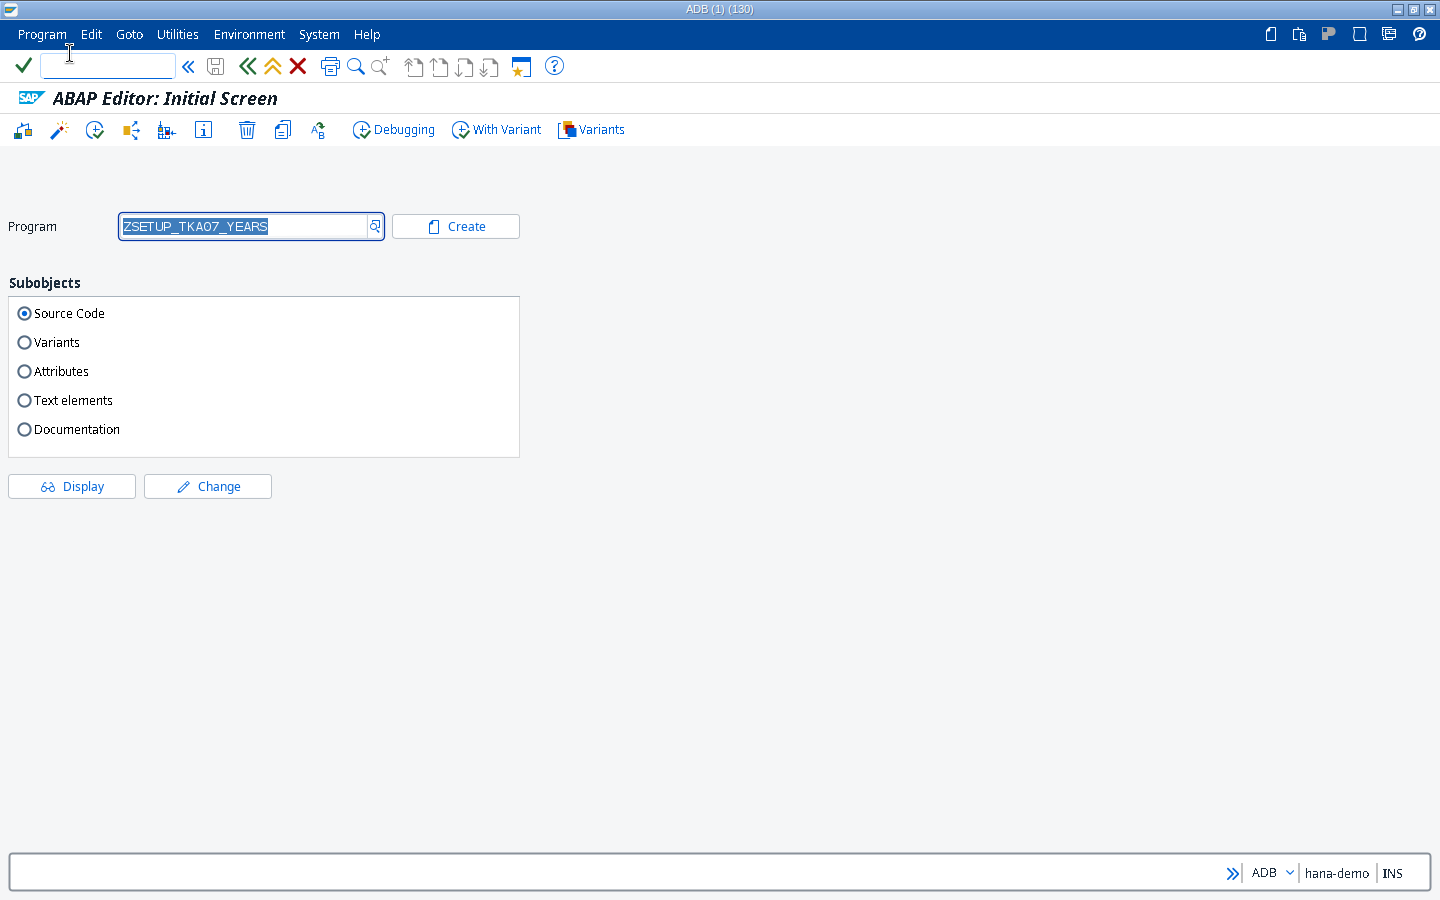 ADB (1) (130)
Program Edit Goto Utilities Environment System Help
SAP ABAP Editor: Initial Screen
Debugging With Variant Variants
Program ZSETUP_TKA07_YEARS Create
Subobjects
Source Code
Variants
Attributes
Text elements
Documentation
Display Change
ADB hana-demo INS